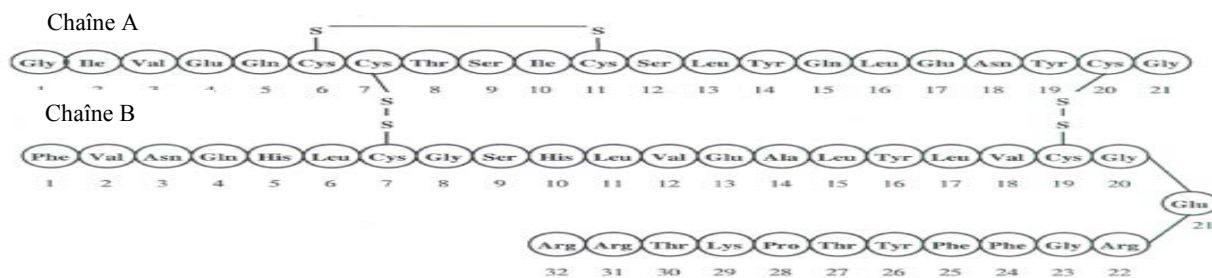 Chaîne A
S S
Gly Ile Val Glu Gln Cys Cys Thr Ser Ile Cys Ser Leu Tyr Gln Leu Glu Asn Tyr Cys Gly
1 2 3 4 5 6 7 8 9 10 11 12 13 14 15 16 17 18 19 20 21
S S
Chaîne B
S S
Phe Val Asn Gln His Leu Cys Gly Ser His Leu Val Glu Ala Leu Tyr Leu Val Cys Gly
1 2 3 4 5 6 7 8 9 10 11 12 13 14 15 16 17 18 19 20
Glu
21
Arg Arg Thr Lys Pro Thr Tyr Phe Phe Gly Arg
32 31 30 29 28 27 26 25 24 23 22